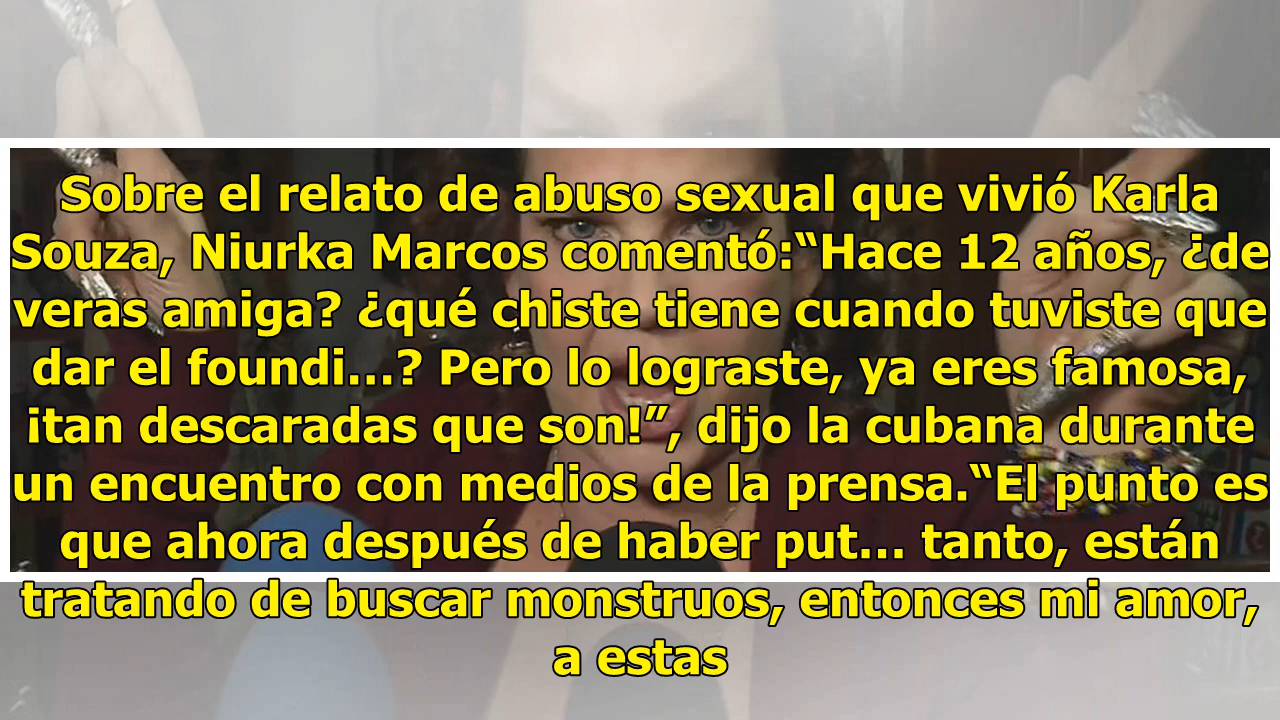 Sobre el relato de abuso sexual que vivió Karla
Souza, Niurka Marcos comentó:“Hace 12 años, ¿de
veras amiga? ¿qué chiste tiene cuando tuviste que
dar el foundi...? Pero lo lograste, ya eres famosa,
¡tan descaradas que son!”, dijo la cubana durante
un encuentro con medios de la prensa.“El punto es
que ahora después de haber put... tanto, están
tratando de buscar monstruos, entonces mi amor,
a estas